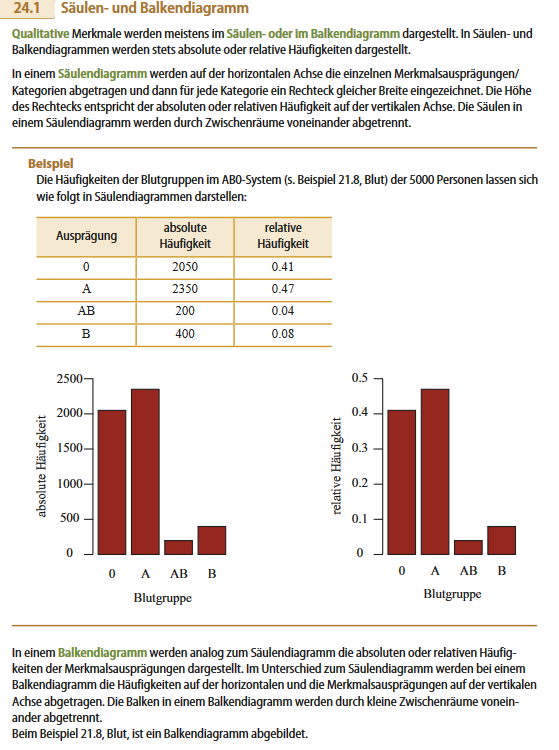 24.1 Säulen- und Balkendiagramm
Qualitative Merkmale werden meistens im Säulen- oder im Balkendiagramm dargestellt. In Säulen- und
Balkendiagrammen werden stets absolute oder relative Häufigkeiten dargestellt.
In einem Säulendiagramm werden auf der horizontalen Achse die einzelnen Merkmalsausprägungen/
Kategorien abgetragen und dann für jede Kategorie ein Rechteck gleicher Breite eingezeichnet. Die Höhe
des Rechtecks entspricht der absoluten oder relativen Häufigkeit auf der vertikalen Achse. Die Säulen in
einem Säulendiagramm werden durch Zwischenräume voneinander abgetrennt.
Beispiel
Die Häufigkeiten der Blutgruppen im AB0-System (s. Beispiel 21.8, Blut) der 5000 Personen lassen sich
wie folgt in Säulendiagrammen darstellen:
Ausprägung absolute Häufigkeit relative Häufigkeit
0 2050 0.41
A 2350 0.47
AB 200 0.04
B 400 0.08
absolute Häufigkeit
2500
2000
1500
1000
500
0
0 A AB B
Blutgruppe
relative Häufigkeit
0.5
0.4
0.3
0.2
0.1
0
0 A AB B
Blutgruppe
In einem Balkendiagramm werden analog zum Säulendiagramm die absoluten oder relativen Häufig-
keiten der Merkmalsausprägungen dargestellt. Im Unterschied zum Säulendiagramm werden bei einem
Balkendiagramm die Häufigkeiten auf der horizontalen und die Merkmalsausprägungen auf der vertikalen
Achse abgetragen. Die Balken in einem Balkendiagramm werden durch kleine Zwischenräume vonein-
ander abgetrennt.
Beim Beispiel 21.8, Blut, ist ein Balkendiagramm abgebildet.